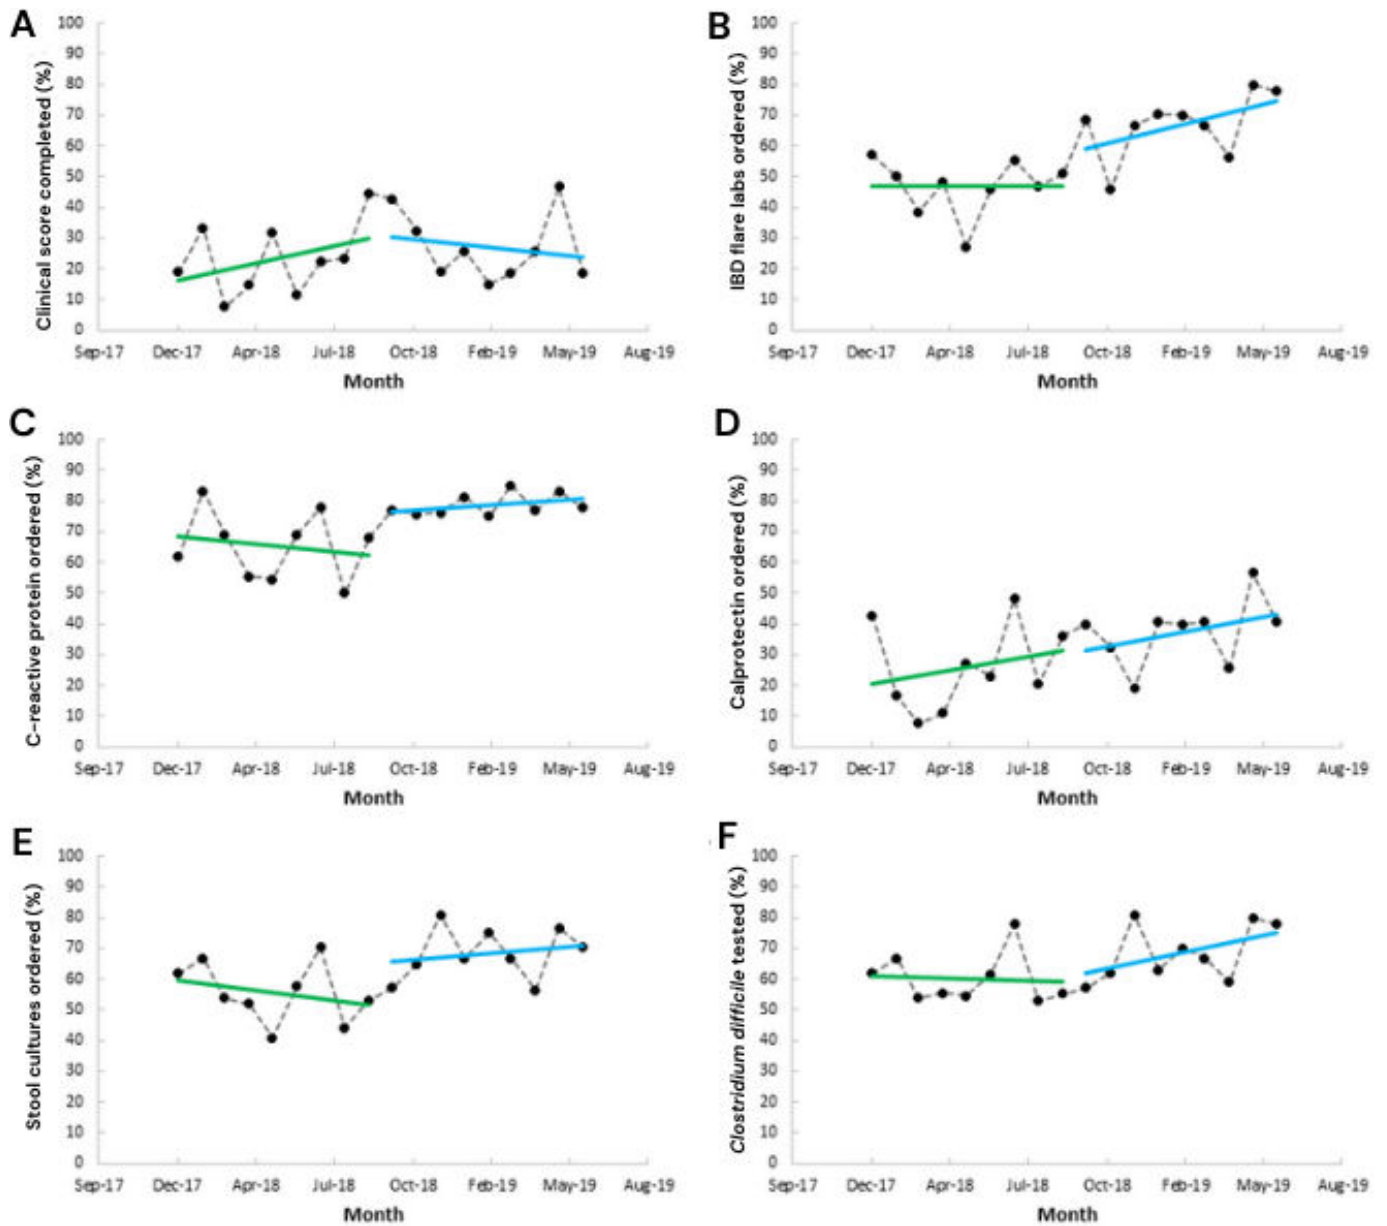 A
Clinical score completed (%)
100
90
80
70
60
50
40
30
20
10
0
Sep-17 Dec-17 Apr-18 Jul-18 Oct-18 Feb-19 May-19 Aug-19
Month
B
IBD flare labs ordered (%)
100
90
80
70
60
50
40
30
20
10
0
Sep-17 Dec-17 Apr-18 Jul-18 Oct-18 Feb-19 May-19 Aug-19
Month
C
C-reactive protein ordered (%)
100
90
80
70
60
50
40
30
20
10
0
Sep-17 Dec-17 Apr-18 Jul-18 Oct-18 Feb-19 May-19 Aug-19
Month
D
Calprotectin ordered (%)
100
90
80
70
60
50
40
30
20
10
0
Sep-17 Dec-17 Apr-18 Jul-18 Oct-18 Feb-19 May-19 Aug-19
Month
E
Stool cultures ordered (%)
100
90
80
70
60
50
40
30
20
10
0
Sep-17 Dec-17 Apr-18 Jul-18 Oct-18 Feb-19 May-19 Aug-19
Month
F
Clostridium difficile tested (%)
100
90
80
70
60
50
40
30
20
10
0
Sep-17 Dec-17 Apr-18 Jul-18 Oct-18 Feb-19 May-19 Aug-19
Month